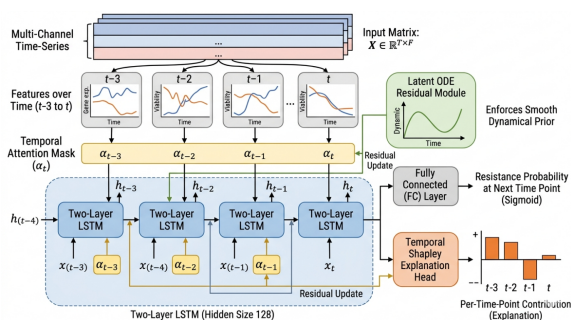 Multi-Channel
Time-Series
...
...
Input Matrix:
X ∈ ℝ^{T×F}
Features over
Time (t-3 to t)
t-3
t-2
t-1
t
Gene exp.
Viability
Viability
Viability
Time
Time
Time
Time
...
Latent ODE
Residual Module
Dynamic
Time
Enforces Smooth
Dynamical Prior
Temporal
Attention Mask
(α_t)
α_{t-3}
α_{t-2}
α_{t-1}
α_t
Residual
Update
h_{t-3}
h_{t-2}
h_{t-1}
h_t
h_{(t-4)}
Two-Layer
LSTM
Two-Layer
LSTM
Two-Layer
LSTM
Two-Layer
LSTM
x_{(t-3)}
α_{t-3}
x_{(t-4)}
α_{t-2}
x_{(t-1)}
α_{t-1}
x_t
Residual Update
Two-Layer LSTM (Hidden Size 128)
Fully
Connected
(FC) Layer
Resistance Probability
at Next Time Point
(Sigmoid)
Temporal
Shapley
Explanation
Head
+
--
t-3 t-2 t-1 t
Per-Time-Point Contribution
(Explanation)